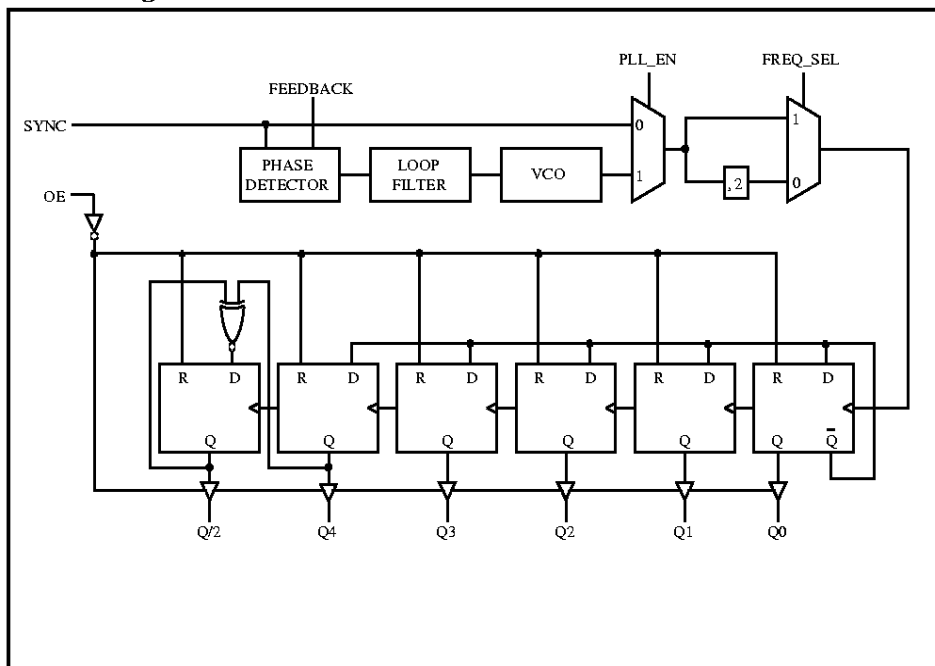 PLL_EN
FREQ_SEL
FEEDBACK
SYNC
0
1
PHASE
DETECTOR
LOOP
FILTER
VCO
1
,2
0
OE
R D
R D
R D
R D
R D
R D
Q
Q
Q
Q
Q
Q Q̅
Q/2
Q4
Q3
Q2
Q1
Q0